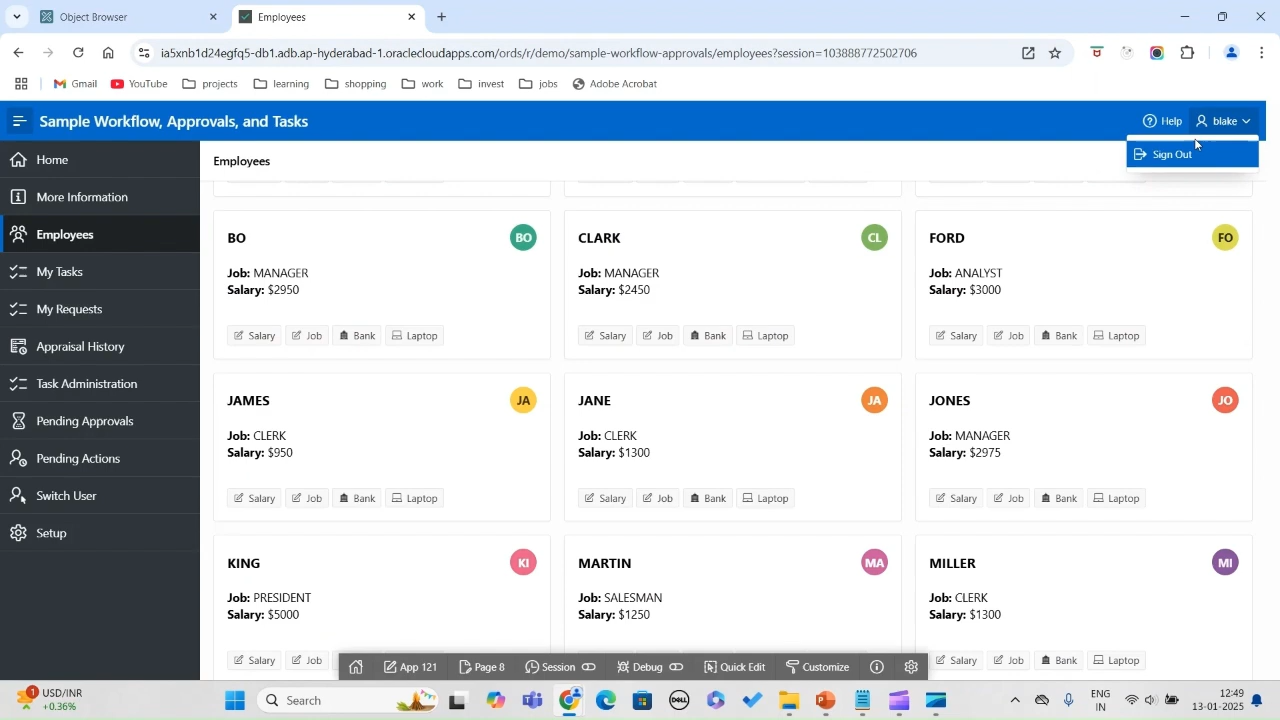 Object Browser
Employees
ia5xnb1d24egfq5-db1.adb.ap-hyderabad-1.oraclecloudapps.com/ords/r/demo/sample-workflow-approvals/employees?session=103888772502706
Gmail YouTube projects learning shopping work invest jobs Adobe Acrobat
Sample Workflow, Approvals, and Tasks
Help blake
Sign Out
Home
More Information
Employees
My Tasks
My Requests
Appraisal History
Task Administration
Pending Approvals
Pending Actions
Switch User
Setup
Employees
BO BO
Job: MANAGER
Salary: $2950
Salary Job Bank Laptop
CLARK CL
Job: MANAGER
Salary: $2450
Salary Job Bank Laptop
FORD FO
Job: ANALYST
Salary: $3000
Salary Job Bank Laptop
JAMES JA
Job: CLERK
Salary: $950
Salary Job Bank Laptop
JANE JA
Job: CLERK
Salary: $1300
Salary Job Bank Laptop
JONES JO
Job: MANAGER
Salary: $2975
Salary Job Bank Laptop
KING KI
Job: PRESIDENT
Salary: $5000
Salary Job
MARTIN MA
Job: SALESMAN
Salary: $1250
MILLER MI
Job: CLERK
Salary: $1300
Salary Job Bank Laptop
App 121 Page 8 Session Debug Quick Edit Customize
1
USD/INR
+0.36%
Search
DELL
ENG
IN
12:49
13-01-2025